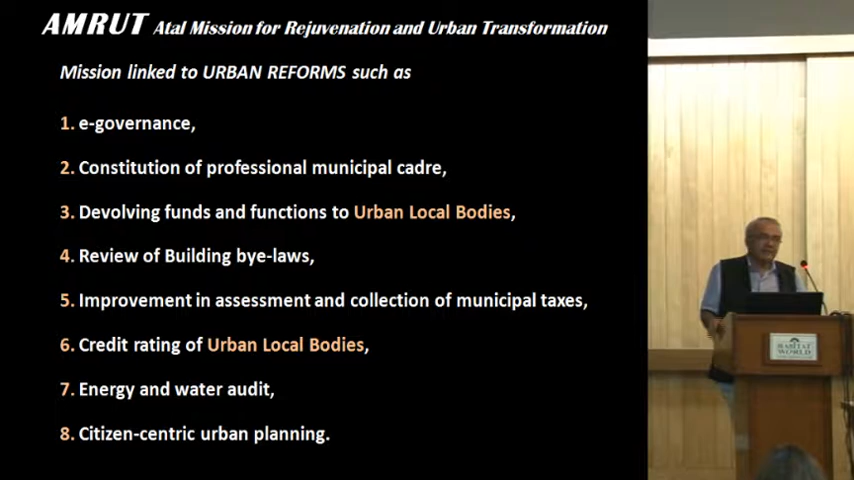 AMRUT Atal Mission for Rejuvenation and Urban Transformation
Mission linked to URBAN REFORMS such as
1. e-governance,
2. Constitution of professional municipal cadre,
3. Devolving funds and functions to Urban Local Bodies,
4. Review of Building bye-laws,
5. Improvement in assessment and collection of municipal taxes,
6. Credit rating of Urban Local Bodies,
7. Energy and water audit,
8. Citizen-centric urban planning.
HABITAT
WORLD